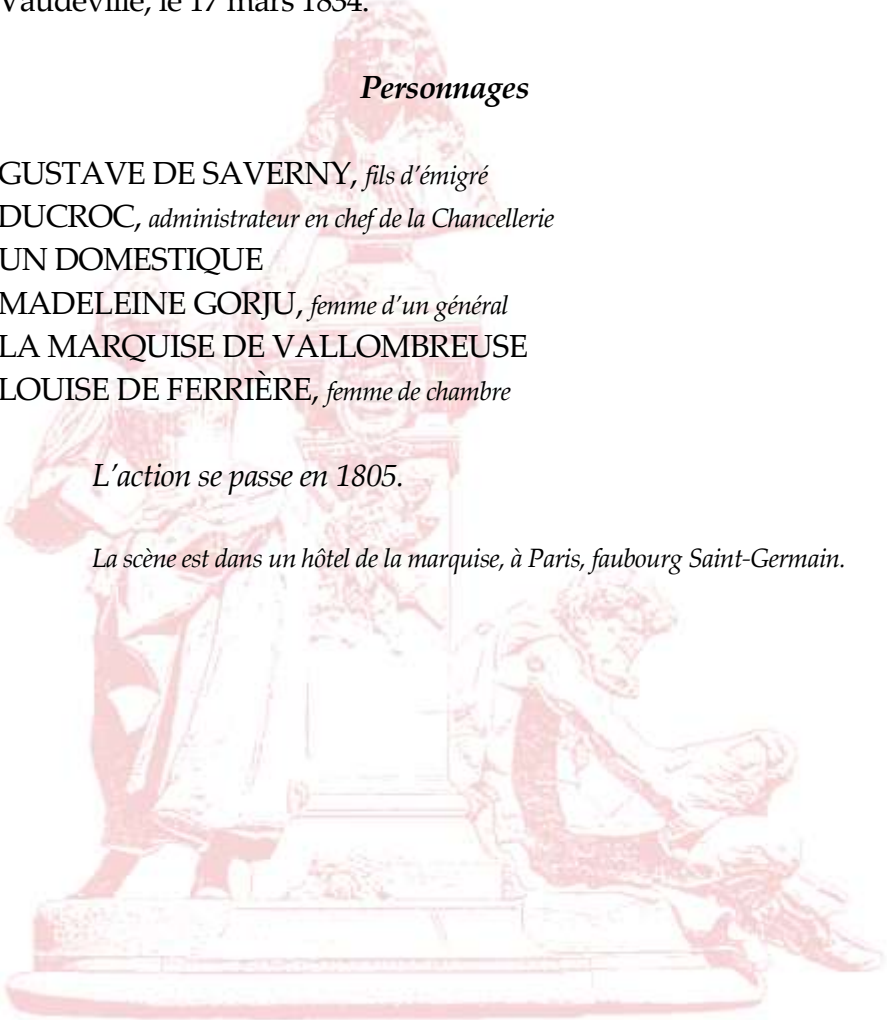 Vaudeville, le 17 mars 1834.
Personnages
GUSTAVE DE SAVERNY, fils d’émigré
DUCROC, administrateur en chef de la Chancellerie
UN DOMESTIQUE
MADELEINE GORJU, femme d’un général
LA MARQUISE DE VALLOMBREUSE
LOUISE DE FERRIÈRE, femme de chambre
L’action se passe en 1805.
La scène est dans un hôtel de la marquise, à Paris, faubourg Saint-Germain.